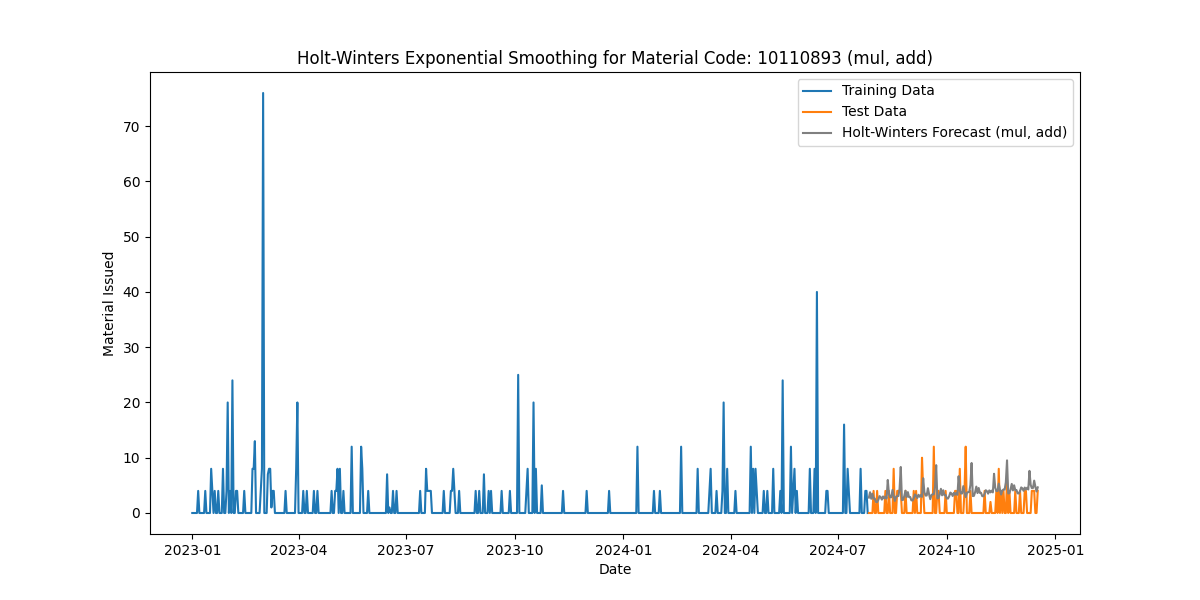 Holt-Winters Exponential Smoothing for Material Code: 10110893 (mul, add)
Training Data
Test Data
Holt-Winters Forecast (mul, add)
Material Issued
70
60
50
40
30
20
10
0
2023-01
2023-04
2023-07
2023-10
2024-01
2024-04
2024-07
2024-10
2025-01
Date